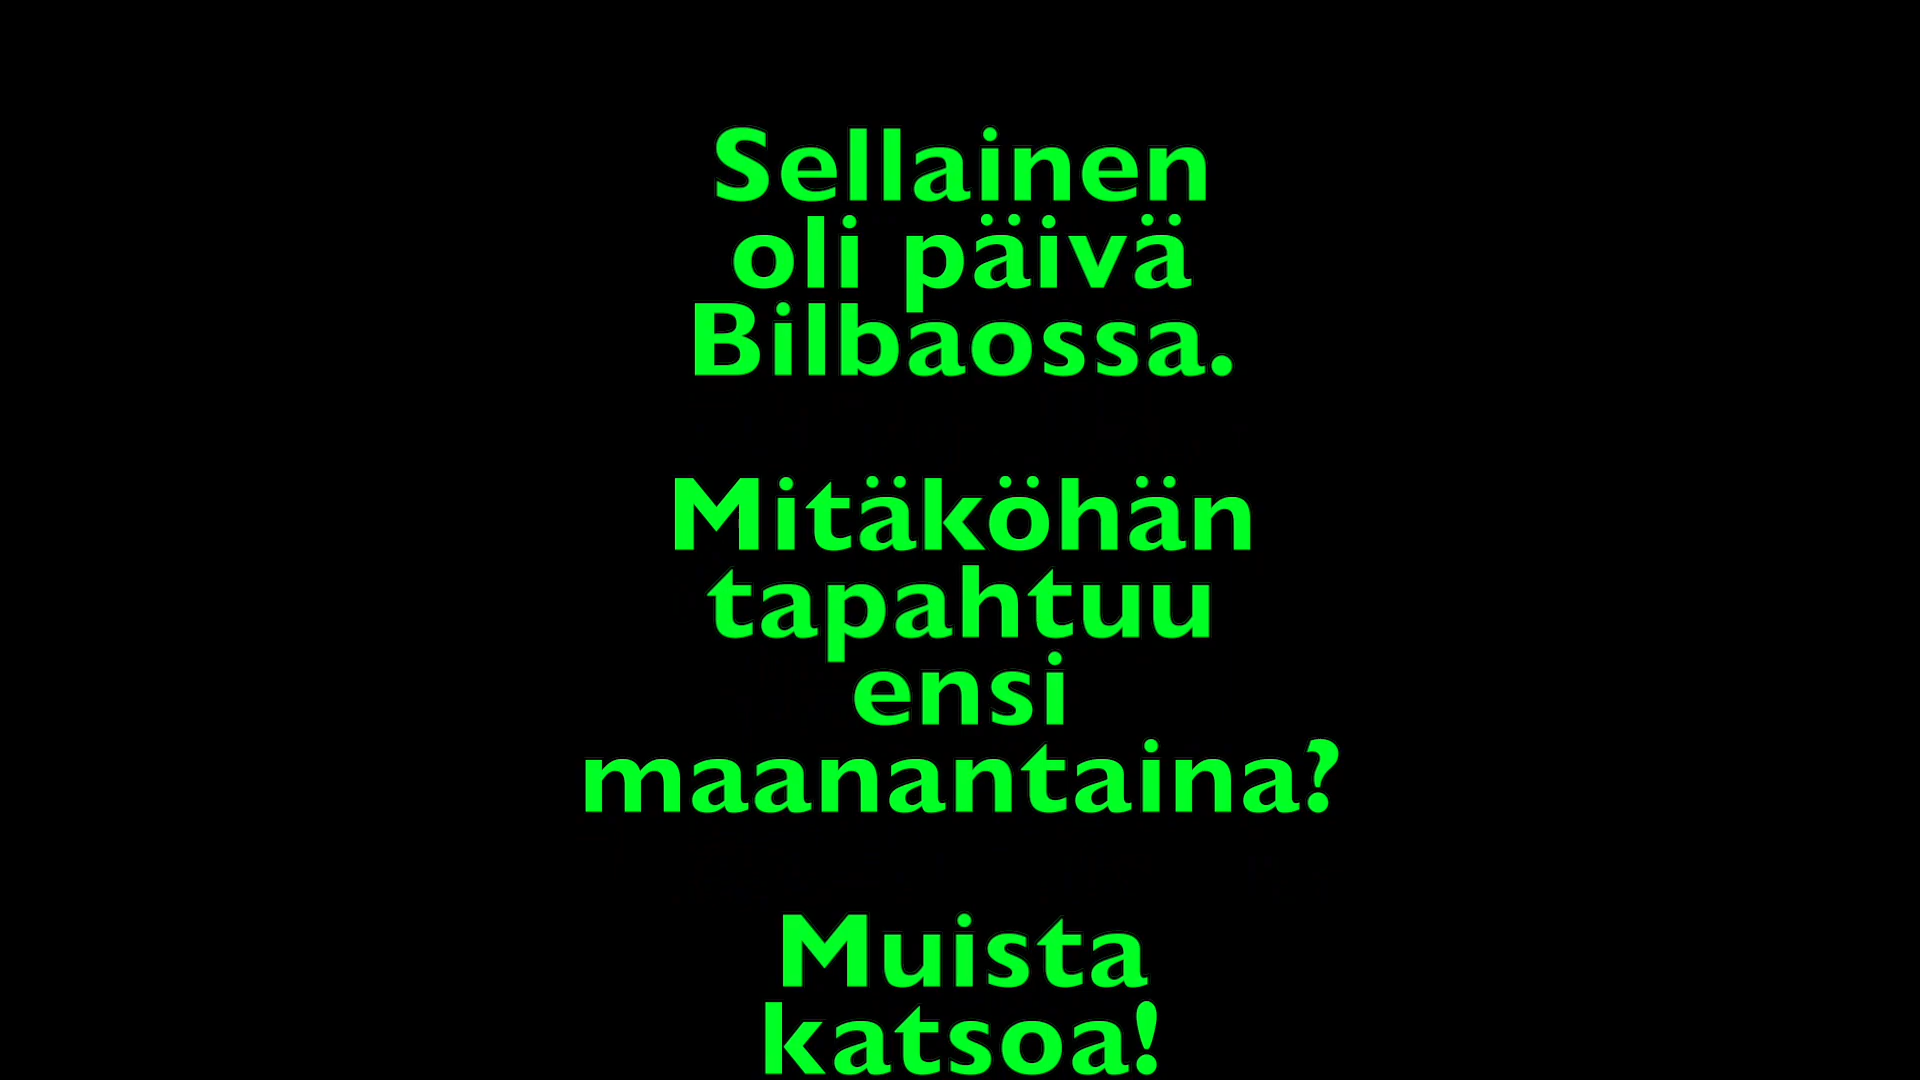 Sellainen
oli päivä
Bilbaossa.
Mitäköhän
tapahtuu
ensi
maanantaina?
Muista
katsoa!